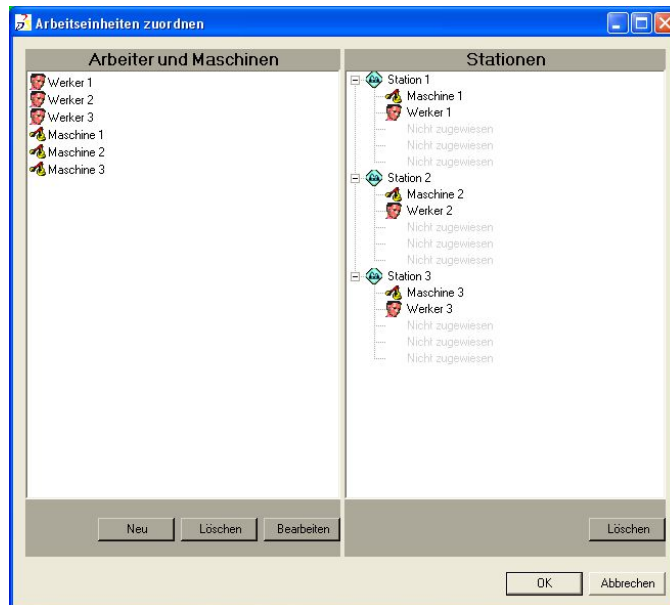 Arbeitseinheiten zuordnen
Arbeiter und Maschinen
Werker 1
Werker 2
Werker 3
Maschine 1
Maschine 2
Maschine 3
Neu
Löschen
Bearbeiten
Stationen
Station 1
Maschine 1
Werker 1
Nicht zugewiesen
Nicht zugewiesen
Nicht zugewiesen
Station 2
Maschine 2
Werker 2
Nicht zugewiesen
Nicht zugewiesen
Nicht zugewiesen
Station 3
Maschine 3
Werker 3
Nicht zugewiesen
Nicht zugewiesen
Nicht zugewiesen
Löschen
OK
Abbrechen